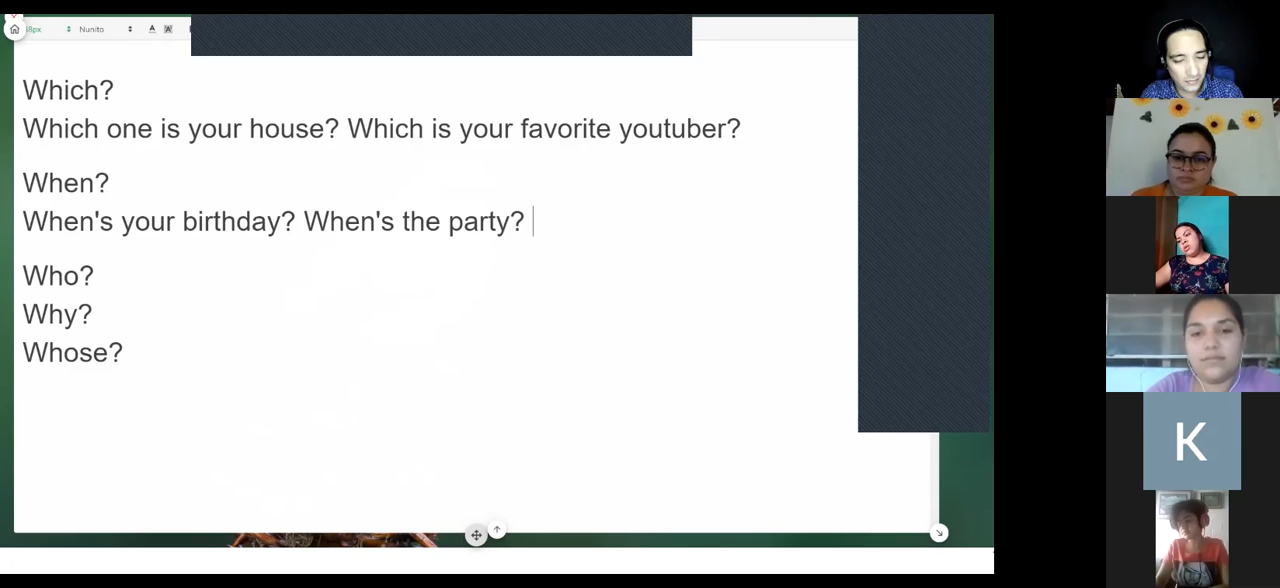 8px Nunito A A
Which?
Which one is your house? Which is your favorite youtuber?
When?
When's your birthday? When's the party?
Who?
Why?
Whose?
K